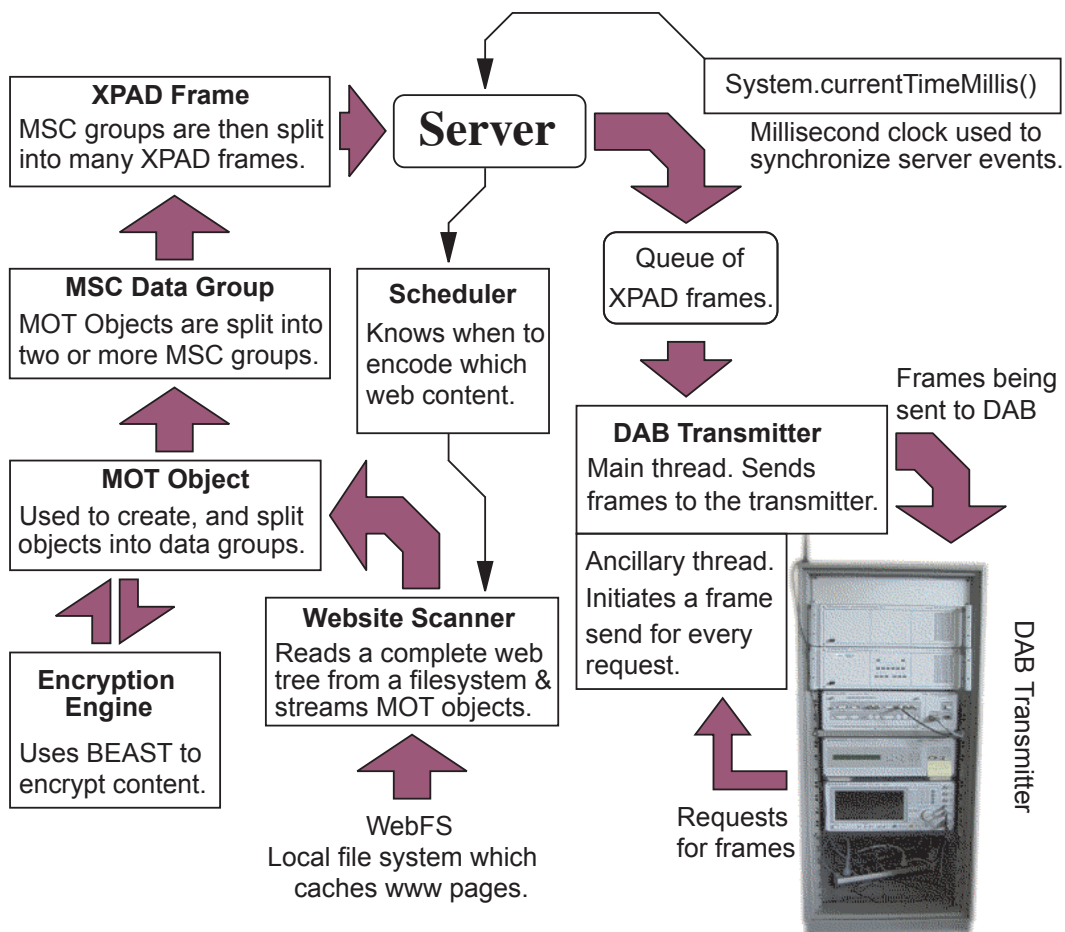 XPAD Frame
MSC groups are then split
into many XPAD frames.
Server
System.currentTimeMillis()
Millisecond clock used to
synchronize server events.
MSC Data Group
MOT Objects are split into
two or more MSC groups.
Scheduler
Knows when to
encode which
web content.
Queue of
XPAD frames.
Frames being
sent to DAB
DAB Transmitter
Main thread. Sends
frames to the transmitter.
Ancillary thread.
Initiates a frame
send for every
request.
MOT Object
Used to create, and split
objects into data groups.
Website Scanner
Reads a complete web
tree from a filesystem &
streams MOT objects.
Encryption
Engine
Uses BEAST to
encrypt content.
WebFS
Local file system which
caches www pages.
Requests
for frames
DAB Transmitter